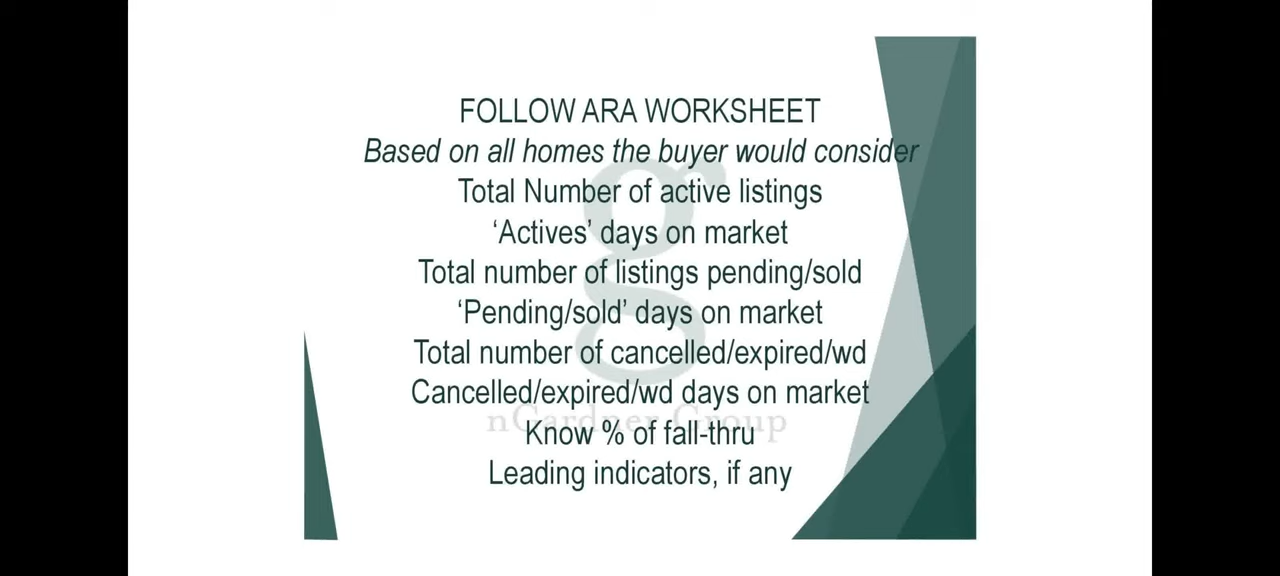 FOLLOW ARA WORKSHEET
Based on all homes the buyer would consider
Total Number of active listings
‘Actives’ days on market
Total number of listings pending/sold
‘Pending/sold’ days on market
Total number of cancelled/expired/wd
Cancelled/expired/wd days on market
nGardner Group
Know % of fall-thru
Leading indicators, if any